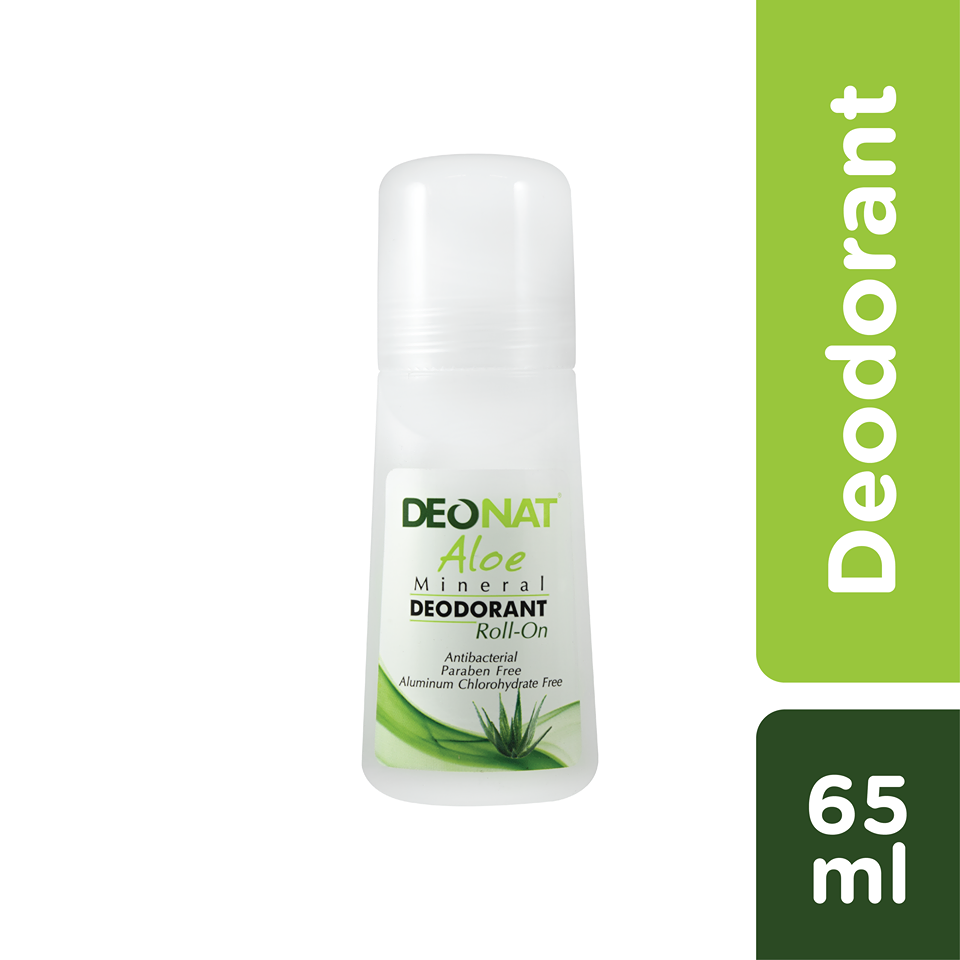 DEONAT®
Aloe
Mineral
DEODORANT
Roll-On
Antibacterial
Paraben Free
Aluminum Chlorohydrate Free
Deodorant
65
ml